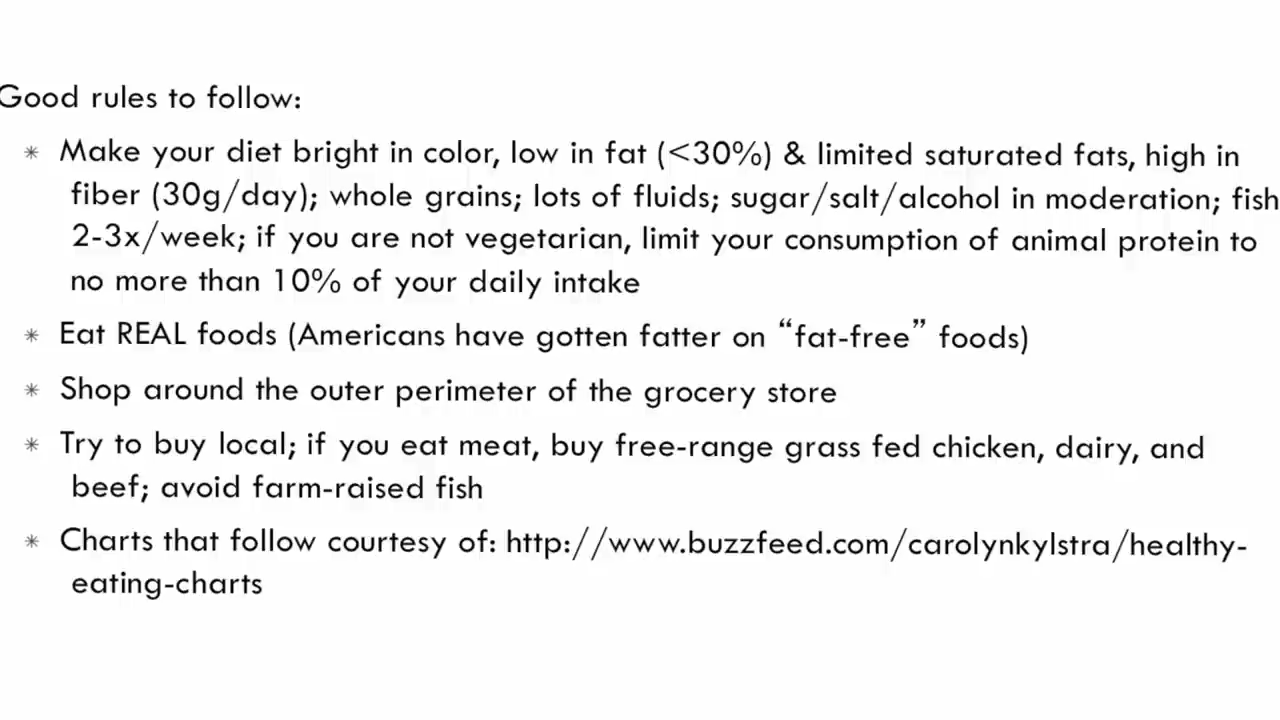 Good rules to follow:
* Make your diet bright in color, low in fat (<30%) & limited saturated fats, high in
fiber (30g/day); whole grains; lots of fluids; sugar/salt/alcohol in moderation; fish
2-3x/week; if you are not vegetarian, limit your consumption of animal protein to
no more than 10% of your daily intake
* Eat REAL foods (Americans have gotten fatter on “fat-free” foods)
* Shop around the outer perimeter of the grocery store
* Try to buy local; if you eat meat, buy free-range grass fed chicken, dairy, and
beef; avoid farm-raised fish
* Charts that follow courtesy of: http://www.buzzfeed.com/carolynkylstra/healthy-
eating-charts